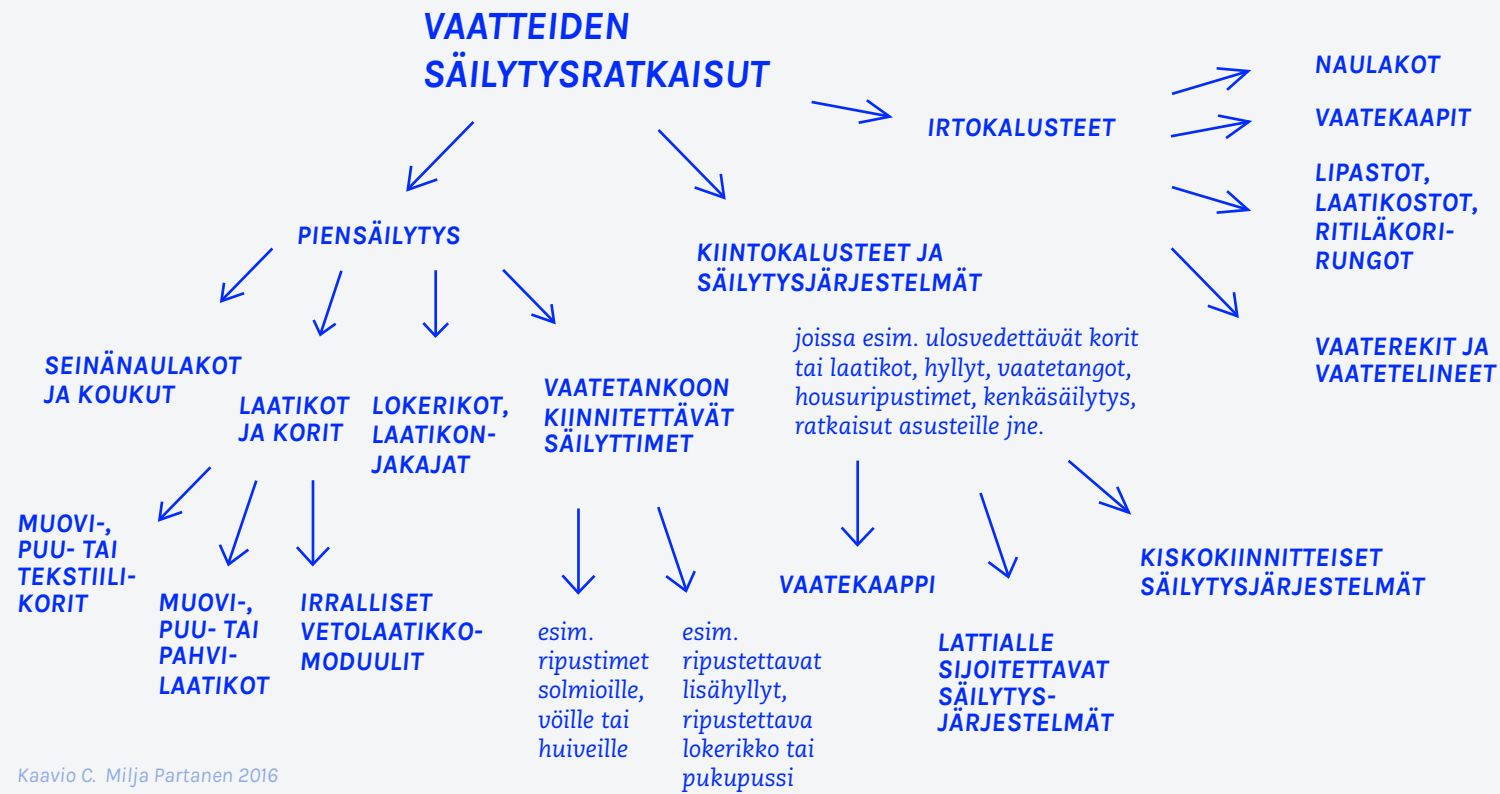 VAATTEIDEN
SÄILYTYSRATKAISUT
IRTOKALUSTEET
NAULAKOT
VAATEKAAPIT
LIPASTOT,
LAATIKOSTOT,
RITILÄKORI-
RUNGOT
VAATEREKIT JA
VAATETELINEET
PIENSÄILYTYS
KIINTOKALUSTEET JA
SÄILYTYSJÄRJESTELMÄT
joissa esim. ulosvedettävät korit
tai laatikot, hyllyt, vaatetangot,
housuripustimet, kenkäsäilytys,
ratkaisut asusteille jne.
SEINÄNAULAKOT
JA KOUKUT
LAATIKOT
JA KORIT
LOKERIKOT,
LAATIKON-
JAKAJAT
VAATETANKOON
KIINNITETTÄVÄT
SÄILYTTIMET
MUOVI-,
PUU- TAI
TEKSTIILI-
KORIT
MUOVI-,
PUU- TAI
PAHVI-
LAATIKOT
IRRALLISET
VETOLAATIKKO-
MODUULIT
esim.
ripustimet
solmioille,
vöille tai
huiveille
esim.
ripustettavat
lisähyllyt,
ripustettava
lokerikko tai
pukupussi
VAATEKAAPPI
LATTIALLE
SIJOITETTAVAT
SÄILYTYS-
JÄRJESTELMÄT
KISKOKIINNITTEISET
SÄILYTYSJÄRJESTELMÄT
Kaavio C. Milja Partanen 2016